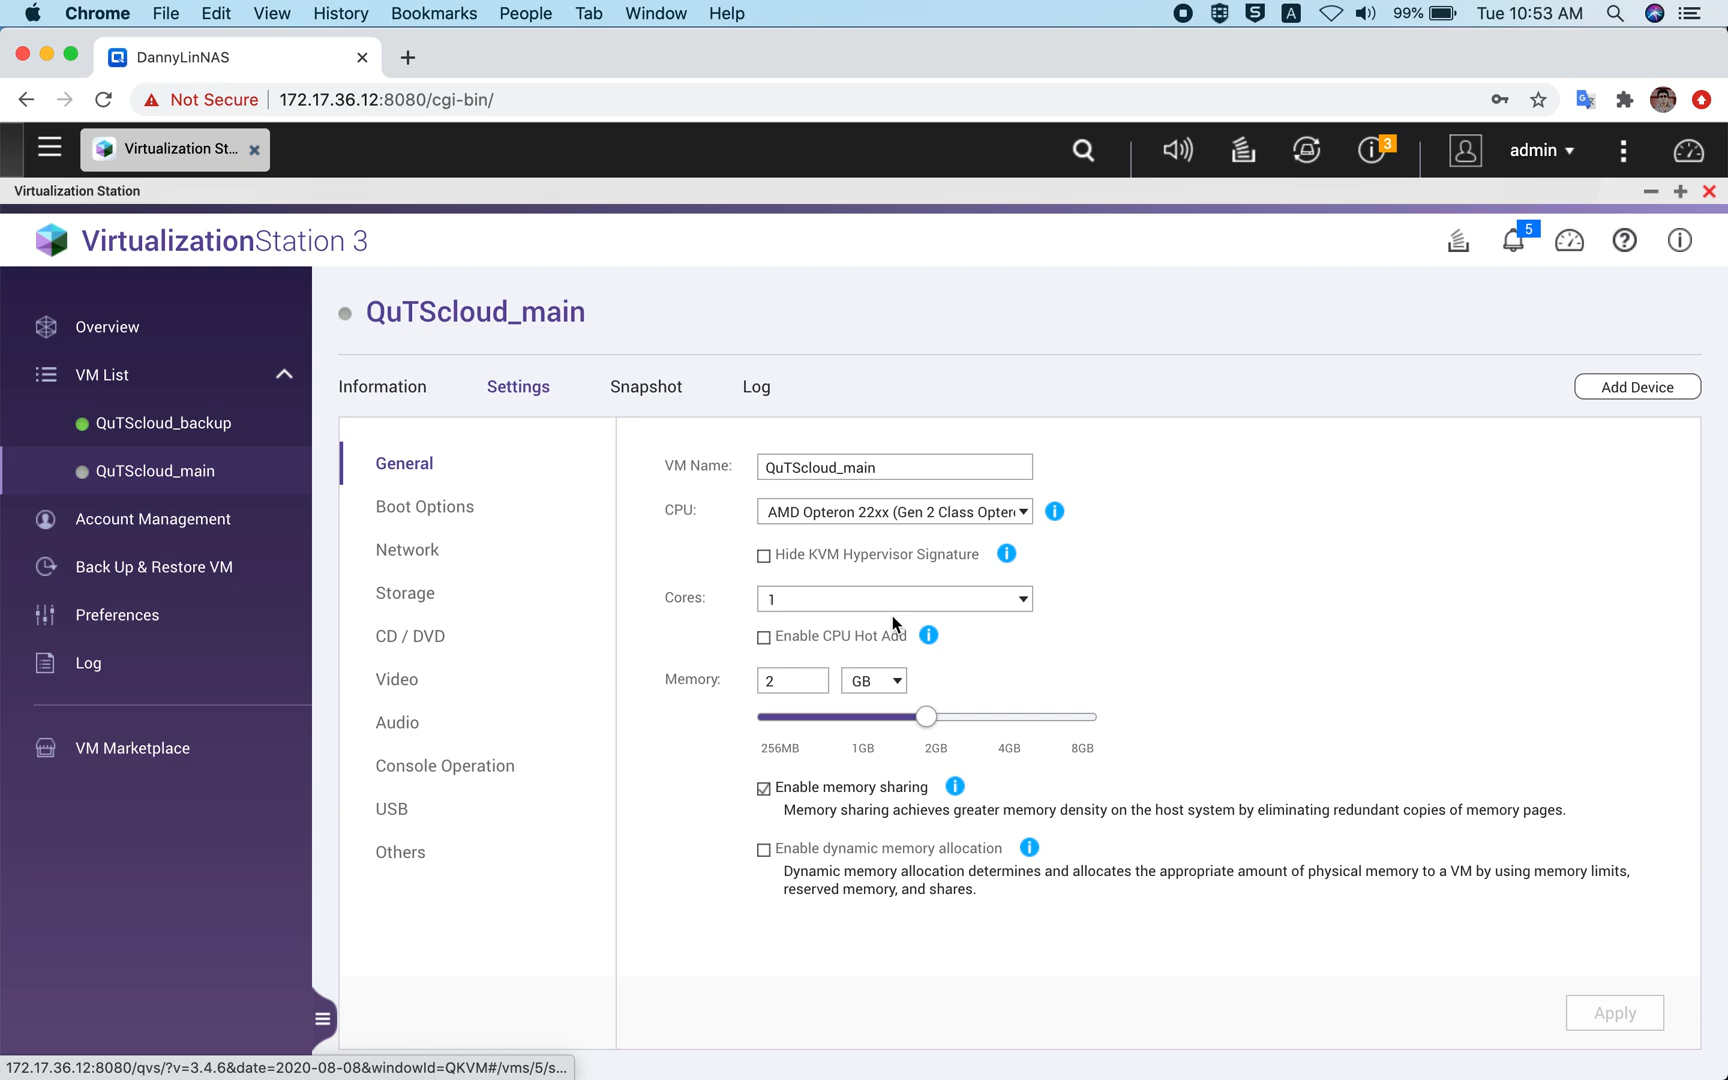 Chrome File Edit View History Bookmarks People Tab Window Help 99% Tue 10:53 AM
DannyLinNAS
Not Secure 172.17.36.12:8080/cgi-bin/
Virtualization St... 3 admin
Virtualization Station
VirtualizationStation 3 5
Overview
VM List
QuTScloud_backup
QuTScloud_main
Account Management
Back Up & Restore VM
Preferences
Log
VM Marketplace
QuTScloud_main
Information Settings Snapshot Log Add Device
General
Boot Options
Network
Storage
CD / DVD
Video
Audio
Console Operation
USB
Others
VM Name: QuTScloud_main
CPU: AMD Opteron 22xx (Gen 2 Class Opter
Hide KVM Hypervisor Signature
Cores: 1
Enable CPU Hot Add
Memory: 2 GB
256MB 1GB 2GB 4GB 8GB
Enable memory sharing
Memory sharing achieves greater memory density on the host system by eliminating redundant copies of memory pages.
Enable dynamic memory allocation
Dynamic memory allocation determines and allocates the appropriate amount of physical memory to a VM by using memory limits,
reserved memory, and shares.
Apply
172.17.36.12:8080/qvs/?v=3.4.6&date=2020-08-08&windowId=QKVM#/vms/5/s...